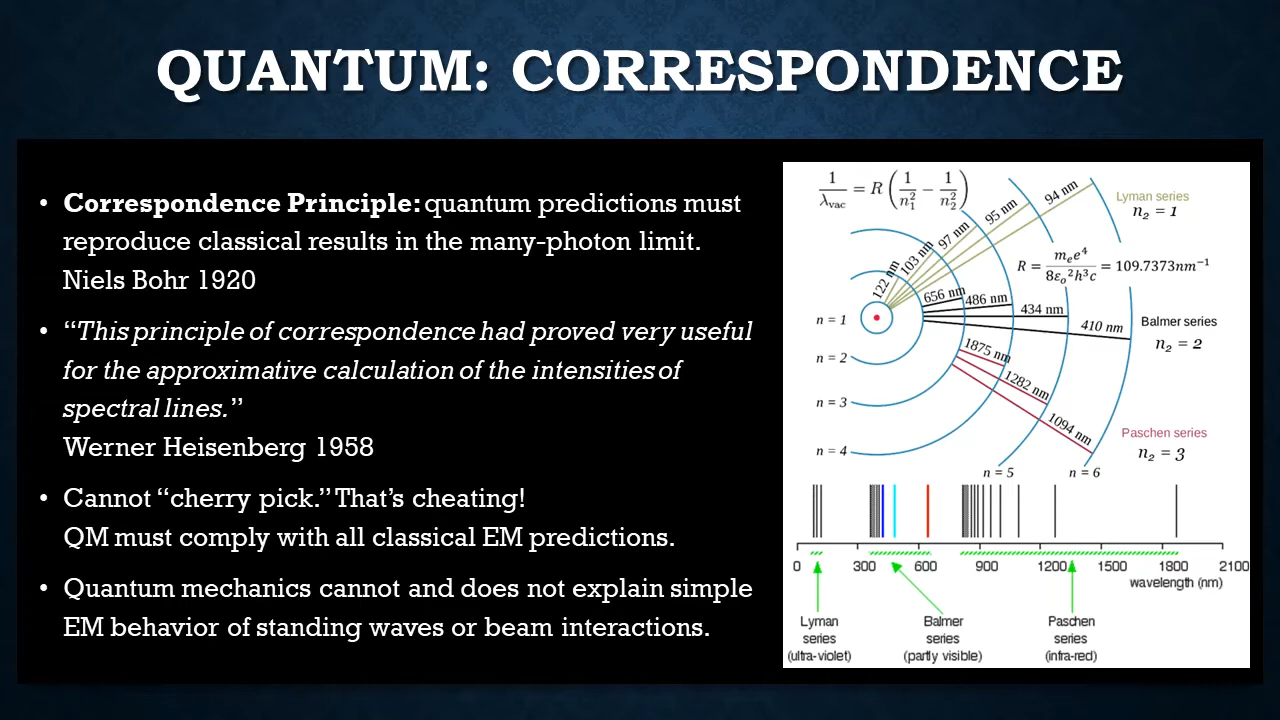 QUANTUM: CORRESPONDENCE
• Correspondence Principle: quantum predictions must
reproduce classical results in the many-photon limit.
Niels Bohr 1920
• “This principle of correspondence had proved very useful
for the approximative calculation of the intensities of
spectral lines.”
Werner Heisenberg 1958
• Cannot “cherry pick.” That’s cheating!
QM must comply with all classical EM predictions.
• Quantum mechanics cannot and does not explain simple
EM behavior of standing waves or beam interactions.
1/λvac = R (1/n₁² − 1/n₂²)
Lyman series
n₂ = 1
R = mₑe⁴/8εₒ²h³c = 109.7373nm⁻¹
122 nm
103 nm
97 nm
95 nm
94 nm
656 nm
486 nm
434 nm
410 nm
Balmer series
n₂ = 2
1875 nm
1282 nm
1094 nm
Paschen series
n₂ = 3
n = 1
n = 2
n = 3
n = 4
n = 5
n = 6
0 300 600 900 1200 1500 1800 2100
wavelength (nm)
Lyman
series
(ultra-violet)
Balmer
series
(partly visible)
Paschen
series
(infra-red)